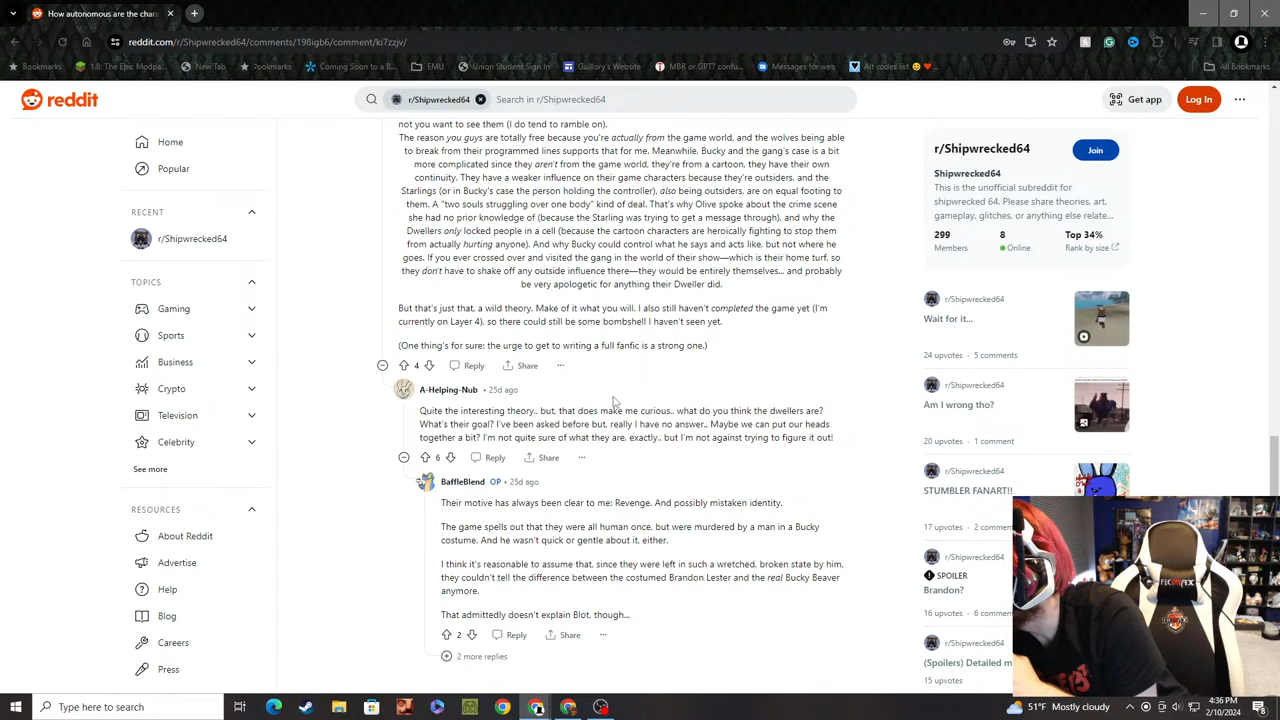 How autonomous are the chara
reddit.com/r/Shipwrecked64/comments/198igb6/comment/ki7zzjv/
Bookmarks
1.8: The Epic Modpa...
New Tab
Zookmarks
Coming Soon to a B...
EMU
Union Student Sign In
Guillory's Website
MBR or GPT? confu...
Messages for web
Alt codes list
All Bookmarks
reddit
r/Shipwrecked64
Search in r/Shipwrecked64
Get app
Log In
Home
Popular
RECENT
r/Shipwrecked64
TOPICS
Gaming
Sports
Business
Crypto
Television
Celebrity
See more
RESOURCES
About Reddit
Advertise
Help
Blog
Careers
Press
not you want to see them (I do tend to ramble on).
The reason you guys are totally free because you're actually from the game world, and the wolves being able
to break from their programmed lines supports that for me. Meanwhile, Bucky and the gang's case is a bit
more complicated since they aren't from the game world, they're from a cartoon, they have their own
continuity. They have a weaker influence on their game characters because they're outsiders, and the
Starlings (or in Bucky's case the person holding the controller), also being outsiders, are on equal footing to
them. A "two souls struggling over one body" kind of deal. That's why Olive spoke about the crime scene
she had no prior knowledge of (because the Starling was trying to get a message through), and why the
Dwellers only locked people in a cell (because the cartoon characters are heroically fighting to stop them
from actually hurting anyone). And why Bucky could control what he says and acts like, but not where he
goes. If you ever crossed over and visited the gang in the world of their show—which is their home turf, so
they don't have to shake off any outside influence there—they would be entirely themselves... and probably
be very apologetic for anything their Dweller did.
But that's just that, a wild theory. Make of it what you will. I also still haven't completed the game yet (I'm
currently on Layer 4), so there could still be some bombshell I haven't seen yet.
(One thing's for sure: the urge to get to writing a full fanfic is a strong one.)
4
Reply
Share
A-Helping-Nub • 25d ago
Quite the interesting theory.. but, that does make me curious.. what do you think the dwellers are?
What's their goal? I've been asked before but, really I have no answer.. Maybe we can put our heads
together a bit? I'm not quite sure of what they are, exactly.. but I'm not against trying to figure it out!
6
Reply
Share
BaffleBlend OP • 25d ago
Their motive has always been clear to me: Revenge. And possibly mistaken identity.
The game spells out that they were all human once, but were murdered by a man in a Bucky
costume. And he wasn't quick or gentle about it, either.
I think it's reasonable to assume that, since they were left in such a wretched, broken state by him,
they couldn't tell the difference between the costumed Brandon Lester and the real Bucky Beaver
anymore.
That admittedly doesn't explain Blot, though...
2
Reply
Share
2 more replies
r/Shipwrecked64
Join
Shipwrecked64
This is the unofficial subreddit for
shipwrecked 64. Please share theories, art,
gameplay, glitches, or anything else relate...
299
Members
8
Online
Top 34%
Rank by size
r/Shipwrecked64
Wait for it...
24 upvotes • 5 comments
r/Shipwrecked64
Am I wrong tho?
20 upvotes • 1 comment
r/Shipwrecked64
STUMBLER FANART!!
17 upvotes • 2 comment
r/Shipwrecked64
SPOILER
Brandon?
16 upvotes • 6 commen
r/Shipwrecked64
(Spoilers) Detailed m
15 upvotes
Type here to search
51°F Mostly cloudy
4:36 PM
2/10/2024
8